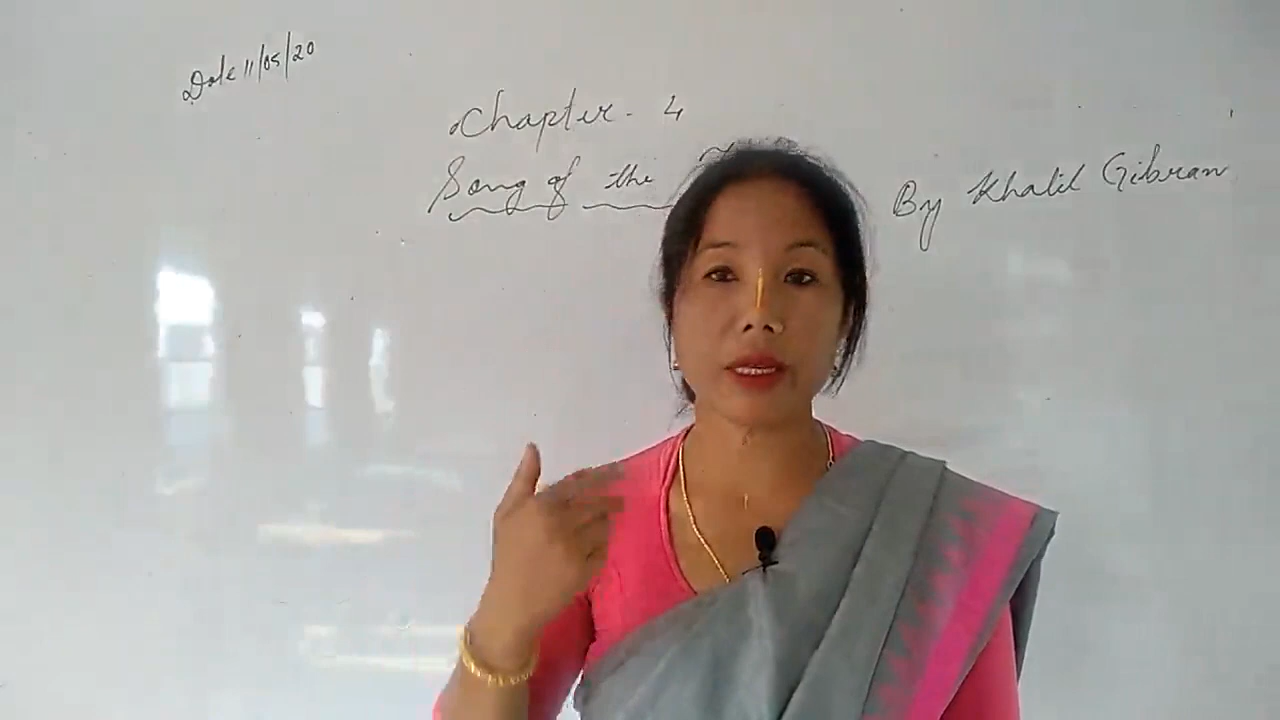 Date 11/05/20
Chapter - 4
Song of the
By Khalil Gibran